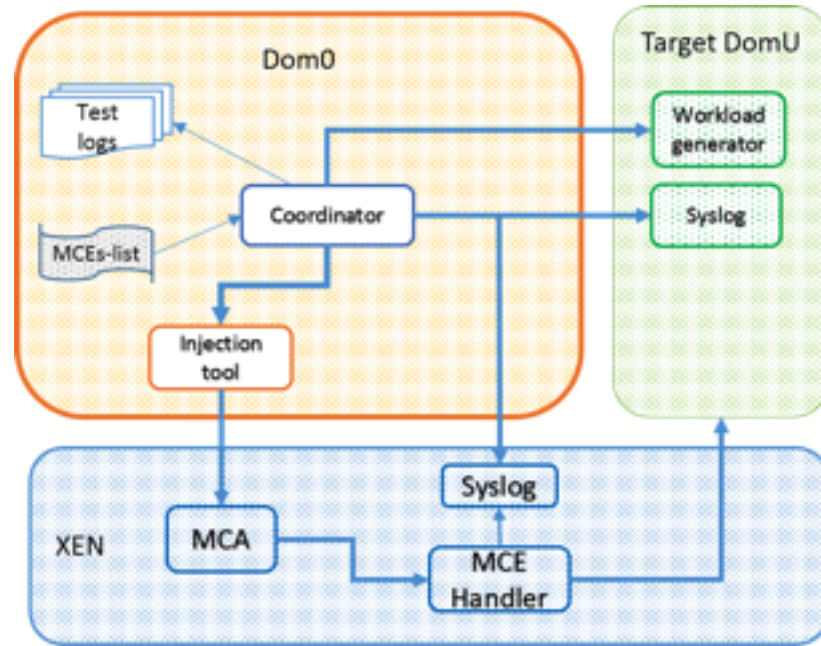 Dom0
Target DomU
Test
logs
Workload
generator
Coordinator
Syslog
MCEs-list
Injection
tool
Syslog
XEN
MCA
MCE
Handler